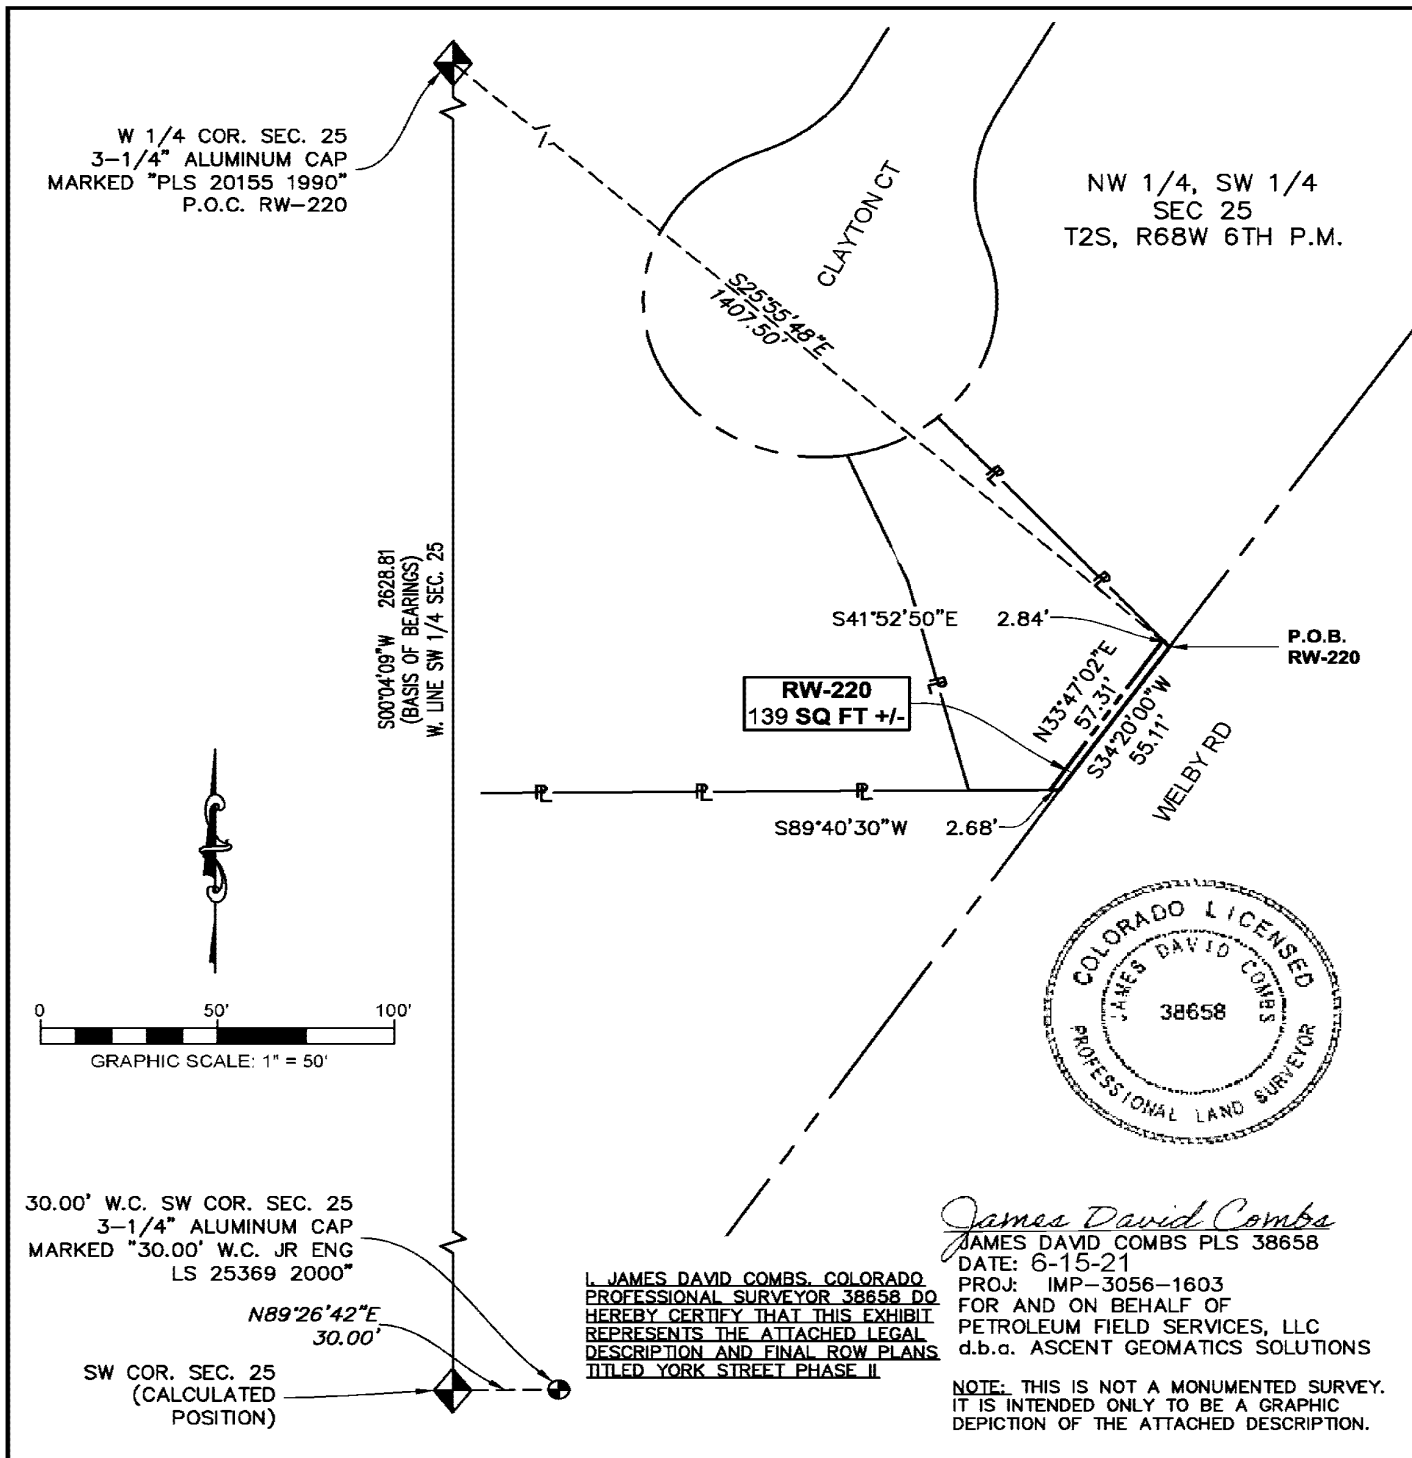 W 1/4 COR. SEC. 25
3-1/4" ALUMINUM CAP
MARKED "PLS 20155 1990"
P.O.C. RW-220
CLAYTON CT
NW 1/4, SW 1/4
SEC 25
T2S, R68W 6TH P.M.
S25°55'48"E
1407.50'
S00°04'09"W 2628.81
(BASIS OF BEARINGS)
W. LINE SW 1/4 SEC. 25
PL
PL
S41°52'50"E 2.84'
P.O.B.
RW-220
PL
RW-220
139 SQ FT +/-
N33°47'02"E
57.31'
S34°20'00"W
55.11'
WELBY RD
PL
PL
PL
S89°40'30"W 2.68'
0 50' 100'
GRAPHIC SCALE: 1" = 50'
COLORADO LICENSED
JAMES DAVID COMBS
38658
PROFESSIONAL LAND SURVEYOR
30.00' W.C. SW COR. SEC. 25
3-1/4" ALUMINUM CAP
MARKED "30.00' W.C. JR ENG
LS 25369 2000"
N89°26'42"E
30.00'
SW COR. SEC. 25
(CALCULATED
POSITION)
I, JAMES DAVID COMBS, COLORADO
PROFESSIONAL SURVEYOR 38658 DO
HEREBY CERTIFY THAT THIS EXHIBIT
REPRESENTS THE ATTACHED LEGAL
DESCRIPTION AND FINAL ROW PLANS
TITLED YORK STREET PHASE II
James David Combs
JAMES DAVID COMBS PLS 38658
DATE: 6-15-21
PROJ: IMP-3056-1603
FOR AND ON BEHALF OF
PETROLEUM FIELD SERVICES, LLC
d.b.a. ASCENT GEOMATICS SOLUTIONS
NOTE: THIS IS NOT A MONUMENTED SURVEY.
IT IS INTENDED ONLY TO BE A GRAPHIC
DEPICTION OF THE ATTACHED DESCRIPTION.